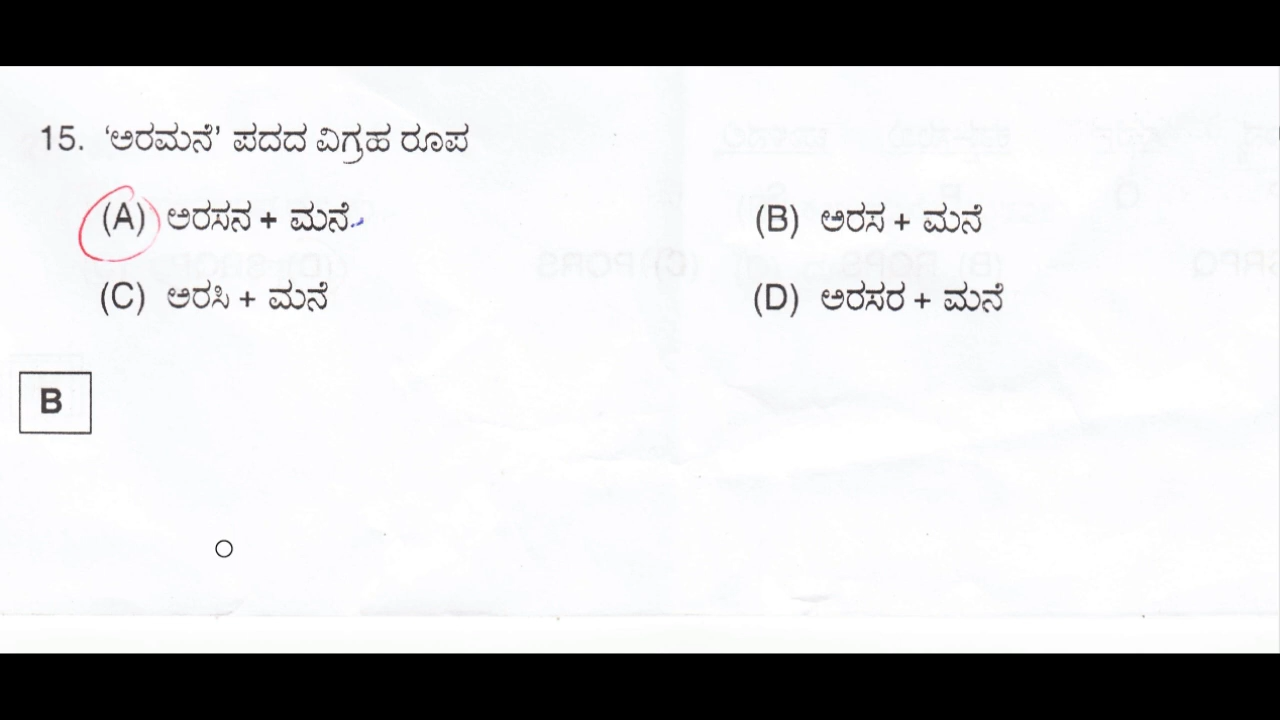 15. 'ಅರಮನೆ' ಪದದ ವಿಗ್ರಹ ರೂಪ
(A) ಅರಸನ + ಮನೆ (B) ಅರಸ + ಮನೆ
(C) ಅರಸಿ + ಮನೆ (D) ಅರಸರ + ಮನೆ
B